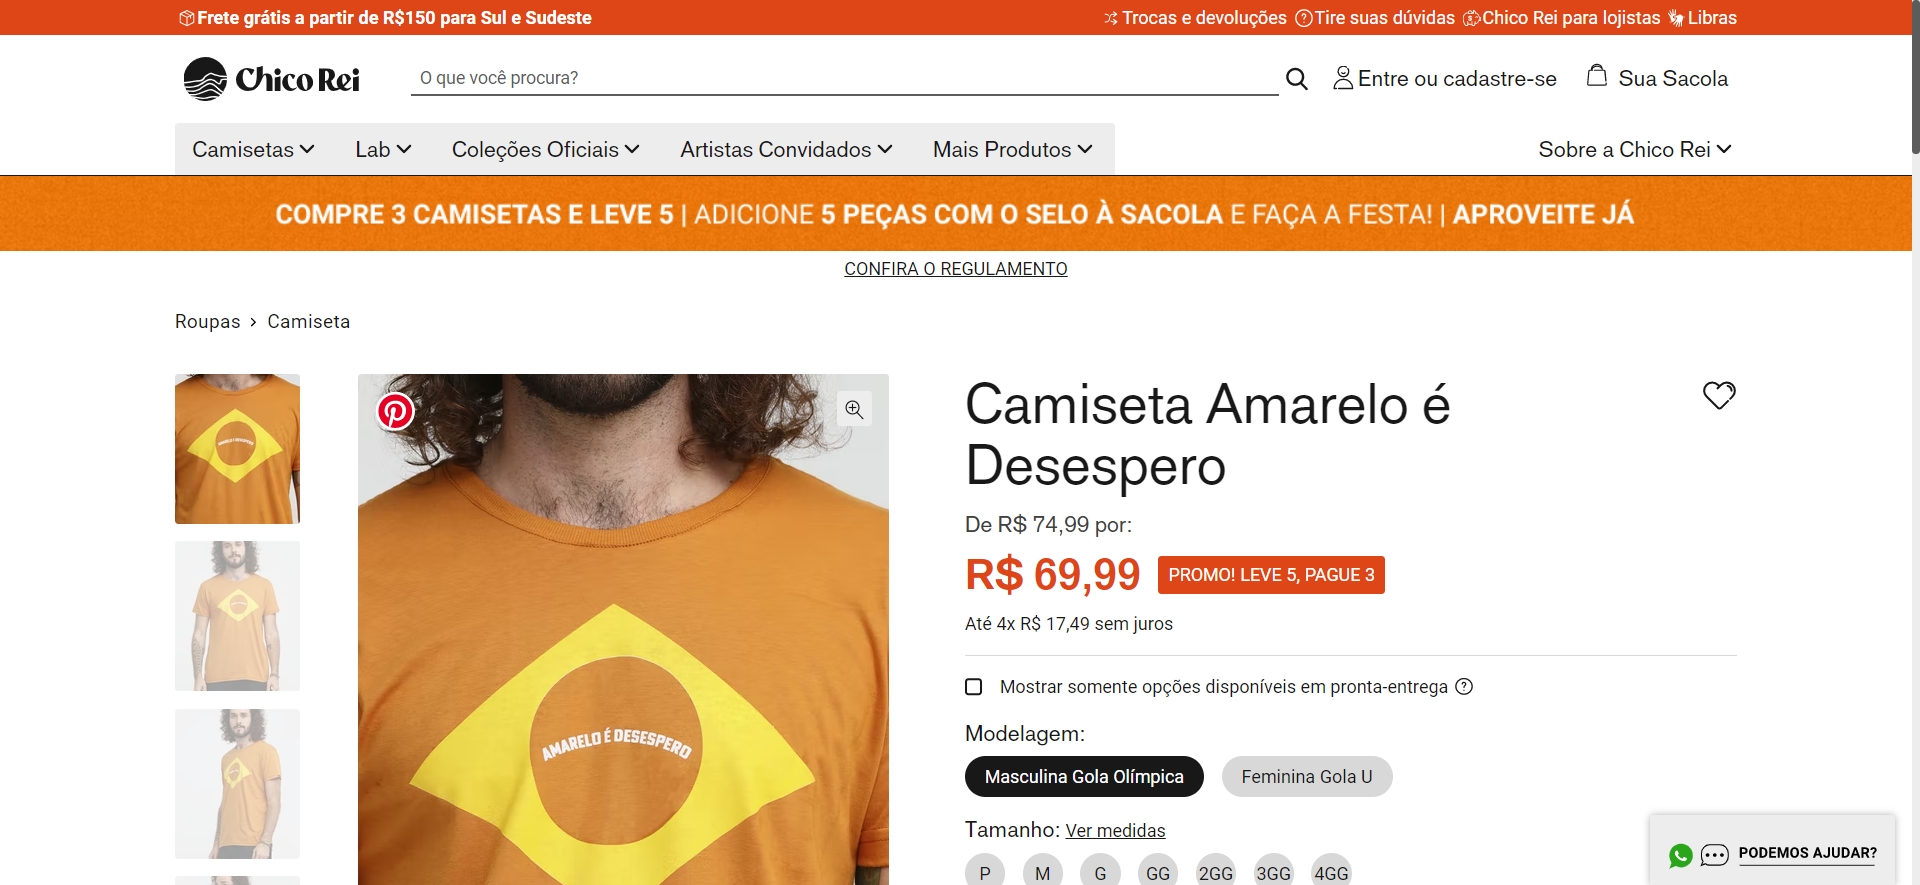 Frete grátis a partir de R$150 para Sul e Sudeste
Trocas e devoluções
Tire suas dúvidas
Chico Rei para lojistas
Libras
Chico Rei
O que você procura?
Entre ou cadastre-se
Sua Sacola
Camisetas
Lab
Coleções Oficiais
Artistas Convidados
Mais Produtos
Sobre a Chico Rei
COMPRE 3 CAMISETAS E LEVE 5 | ADICIONE 5 PEÇAS COM O SELO À SACOLA E FAÇA A FESTA! | APROVEITE JÁ
CONFIRA O REGULAMENTO
Roupas › Camiseta
AMARELO É DESESPERO
AMARELO É DESESPERO
Camiseta Amarelo é
Desespero
De R$ 74,99 por:
R$ 69,99
PROMO! LEVE 5, PAGUE 3
Até 4x R$ 17,49 sem juros
Mostrar somente opções disponíveis em pronta-entrega
Modelagem:
Masculina Gola Olímpica
Feminina Gola U
Tamanho: Ver medidas
P M G GG 2GG 3GG 4GG
PODEMOS AJUDAR?